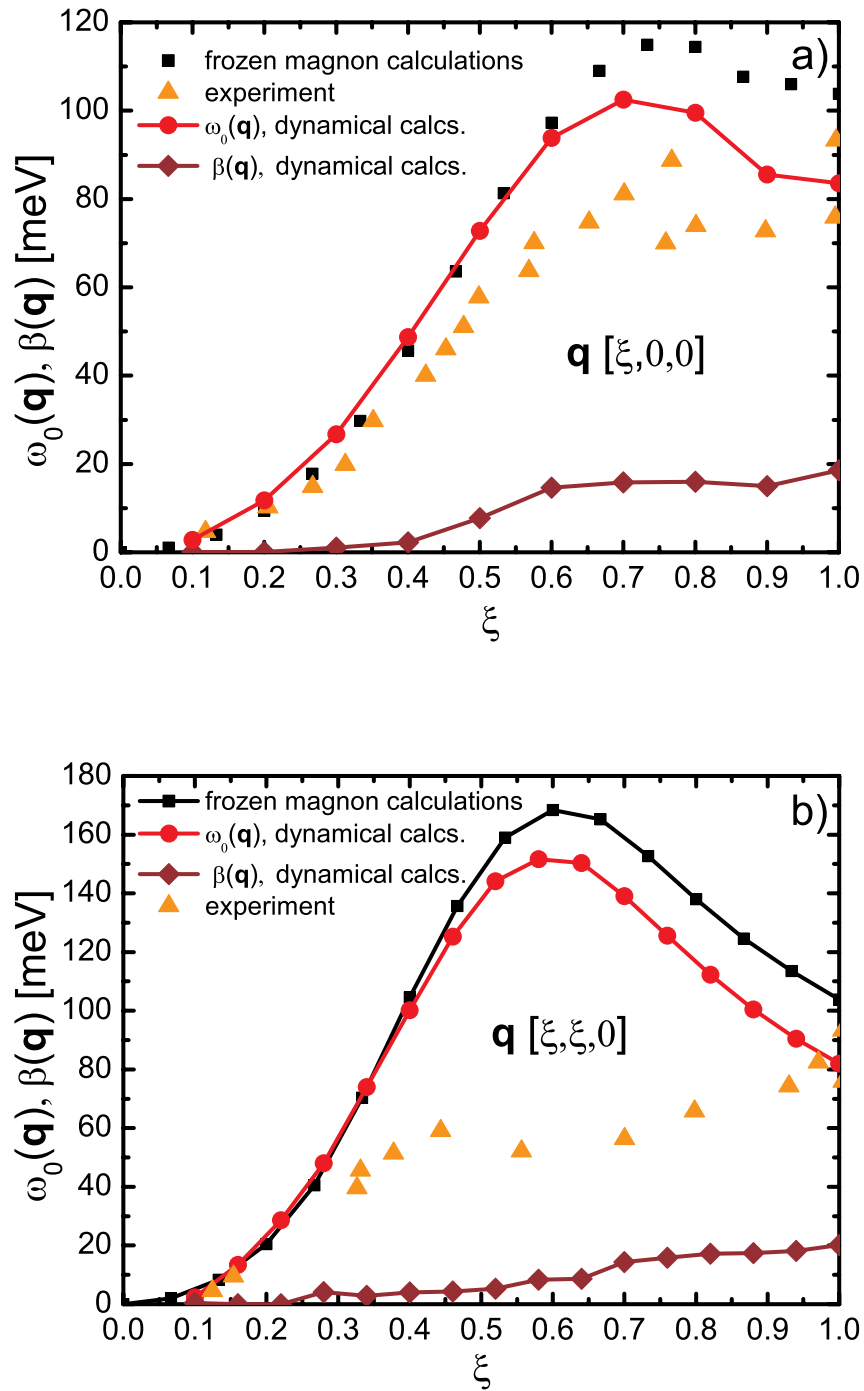 120
100
80
60
40
20
0
ω₀(q), β(q) [meV]
a)
frozen magnon calculations
experiment
ω₀(q), dynamical calcs.
β(q), dynamical calcs.
q [ξ,0,0]
0.0 0.1 0.2 0.3 0.4 0.5 0.6 0.7 0.8 0.9 1.0
ξ
180
160
140
120
100
80
60
40
20
0
ω₀(q), β(q) [meV]
b)
frozen magnon calculations
ω₀(q), dynamical calcs.
β(q), dynamical calcs.
experiment
q [ξ,ξ,0]
0.0 0.1 0.2 0.3 0.4 0.5 0.6 0.7 0.8 0.9 1.0
ξ